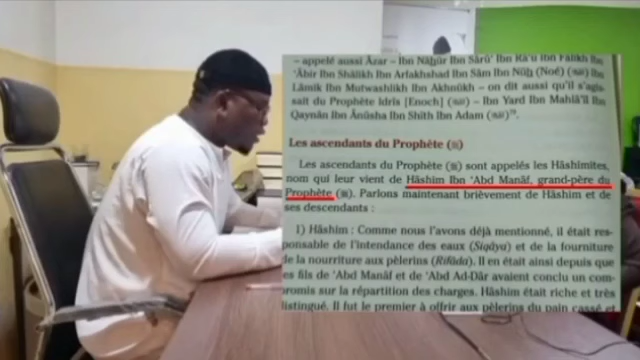 – appelé aussi Āzar – Ibn Nāhūr Ibn Sārū‘ Ibn Rā‘ū Ibn Fālikh Ibn
‘Ābir Ibn Shālikh Ibn Arfakhshad Ibn Sām Ibn Nūh (Noé) (ﷺ) Ibn
Lāmik Ibn Mutwashlikh Ibn Akhnūkh – on dit aussi qu'il s'agis-
sait du Prophète Idrîs [Enoch] (ﷺ) – Ibn Yard Ibn Mahlā'îl Ibn
Qaynān Ibn Ānūsha Ibn Shîth Ibn Adam (ﷺ)
Les ascendants du Prophète (ﷺ)
Les ascendants du Prophète (ﷺ) sont appelés les Hāshimites,
nom qui leur vient de Hāshim Ibn ‘Abd Manāf, grand-père du
Prophète (ﷺ). Parlons maintenant brièvement de Hāshim et de
ses descendants :
1) Hāshim : Comme nous l'avons déjà mentionné, il était res-
ponsable de l'intendance des eaux (Siqāya) et de la fourniture
de la nourriture aux pèlerins (Rifāda). Il en était ainsi depuis que
les fils de ‘Abd Manāf et de ‘Abd Ad-Dār avaient conclu un com-
promis sur la répartition des charges. Hāshim était riche et très
distingué. Il fut le premier à offrir aux pèlerins du pain cassé et